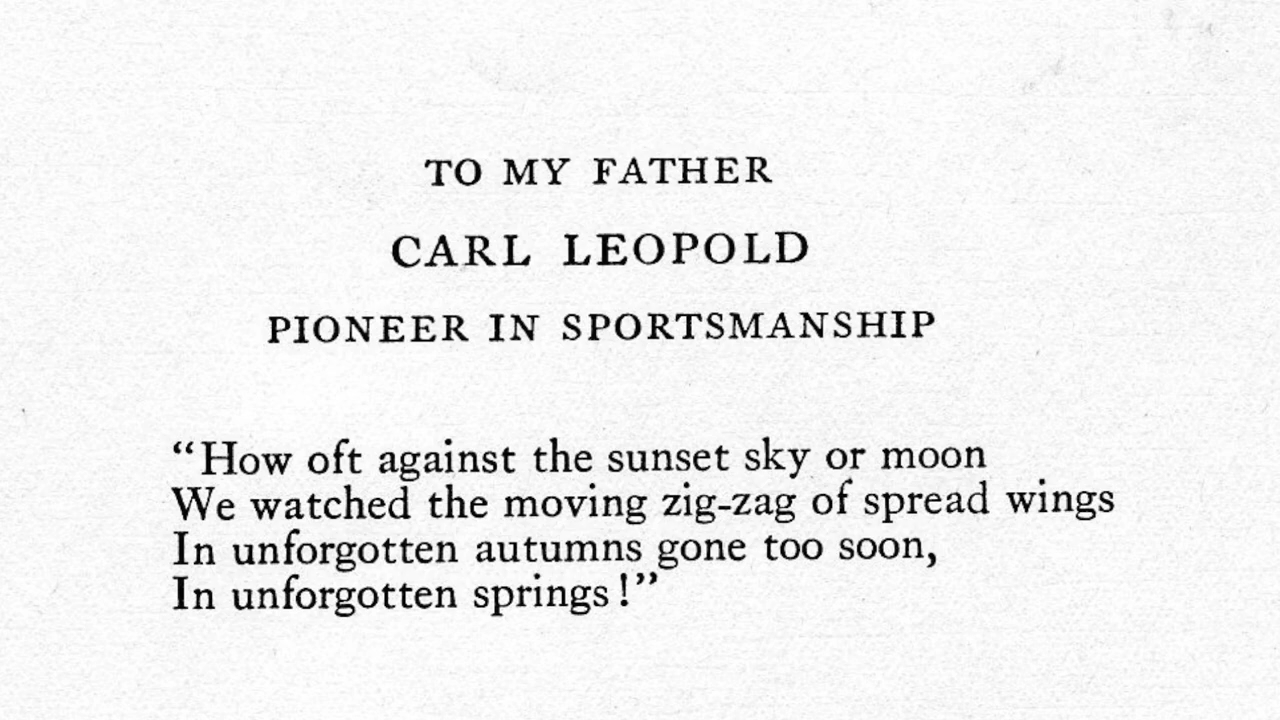 TO MY FATHER
CARL LEOPOLD
PIONEER IN SPORTSMANSHIP
“How oft against the sunset sky or moon
We watched the moving zig-zag of spread wings
In unforgotten autumns gone too soon,
In unforgotten springs!”